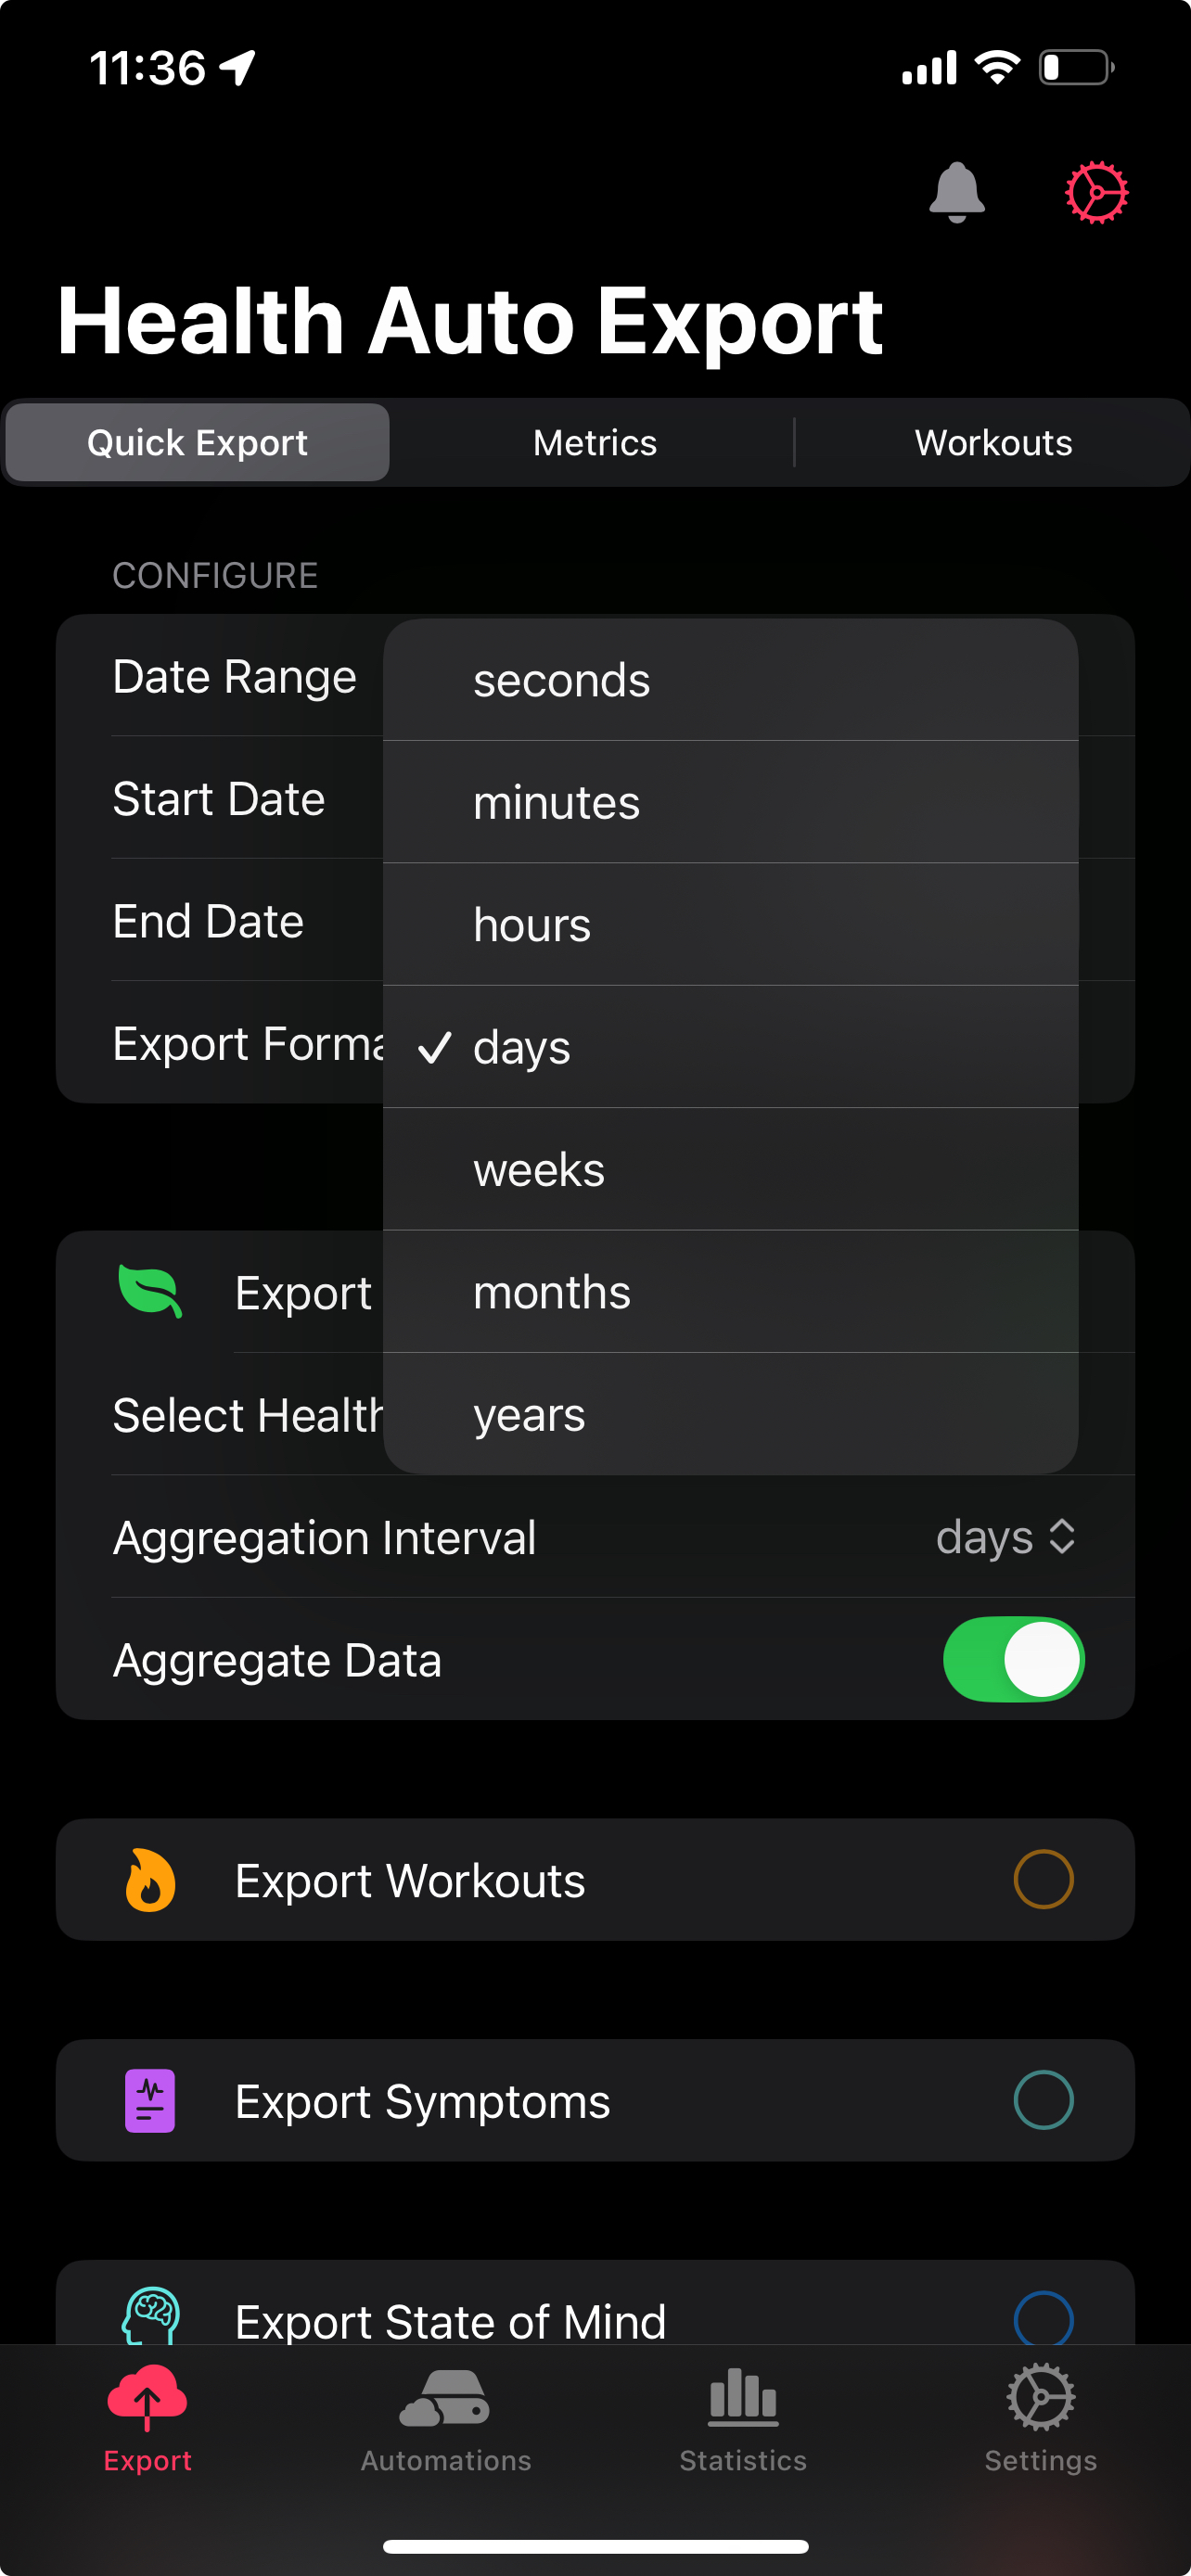 11:36
Health Auto Export
Quick Export
Metrics
Workouts
CONFIGURE
Date Range
seconds
Start Date
minutes
End Date
hours
Export Forma
days
weeks
Export
months
Select Health
years
Aggregation Interval
days
Aggregate Data
Export Workouts
Export Symptoms
Export State of Mind
Export
Automations
Statistics
Settings